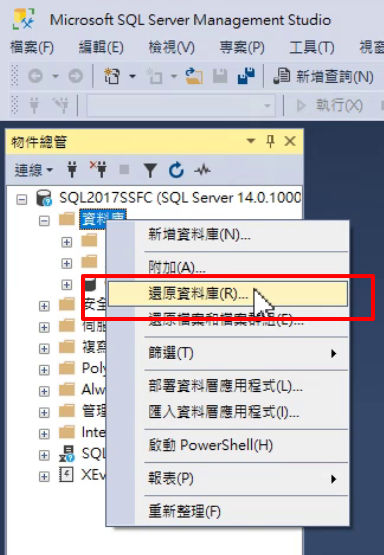 Microsoft SQL Server Management Studio
檔案(F) 編輯(E) 檢視(V) 專案(P) 工具(T) 視窗
新增查詢(N)
執行(X)
物件總管
連線
SQL2017SSFC (SQL Server 14.0.1000
資料庫
新增資料庫(N)...
附加(A)...
還原資料庫(R)...
安全
還原檔案和檔案群組(F)...
伺服
複寫
篩選(T)
Poly
Alw
部署資料層應用程式(L)...
管理
匯入資料層應用程式(I)...
Inte
SQL
啟動 PowerShell(H)
XEv
報表(P)
重新整理(F)